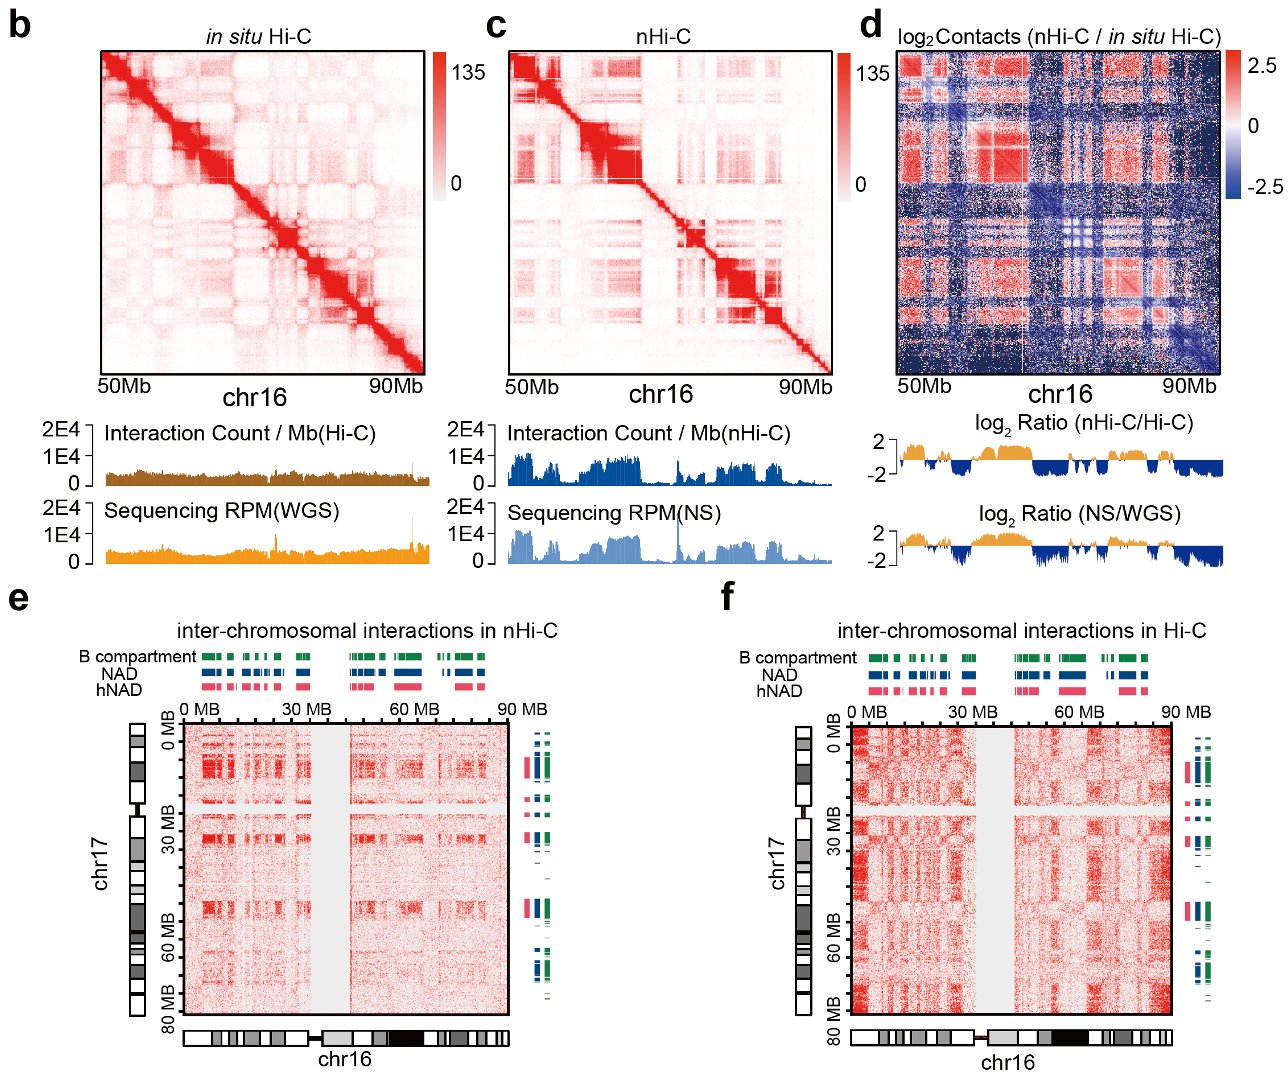 b
in situ Hi-C
135
0
50Mb
90Mb
chr16
2E4
1E4
0
Interaction Count / Mb(Hi-C)
2E4
1E4
0
Sequencing RPM(WGS)
c
nHi-C
135
0
50Mb
90Mb
chr16
2E4
1E4
0
Interaction Count / Mb(nHi-C)
2E4
1E4
0
Sequencing RPM(NS)
d
log2Contacts (nHi-C / in situ Hi-C)
2.5
0
-2.5
50Mb
90Mb
chr16
log2 Ratio (nHi-C/Hi-C)
2
-2
log2 Ratio (NS/WGS)
2
-2
e
inter-chromosomal interactions in nHi-C
B compartment
NAD
hNAD
0 MB 30 MB 60 MB 90 MB
0 MB
30 MB
60 MB
80 MB
chr17
chr16
f
inter-chromosomal interactions in Hi-C
B compartment
NAD
hNAD
0 MB 30 MB 60 MB 90 MB
0 MB
30 MB
60 MB
80 MB
chr17
chr16